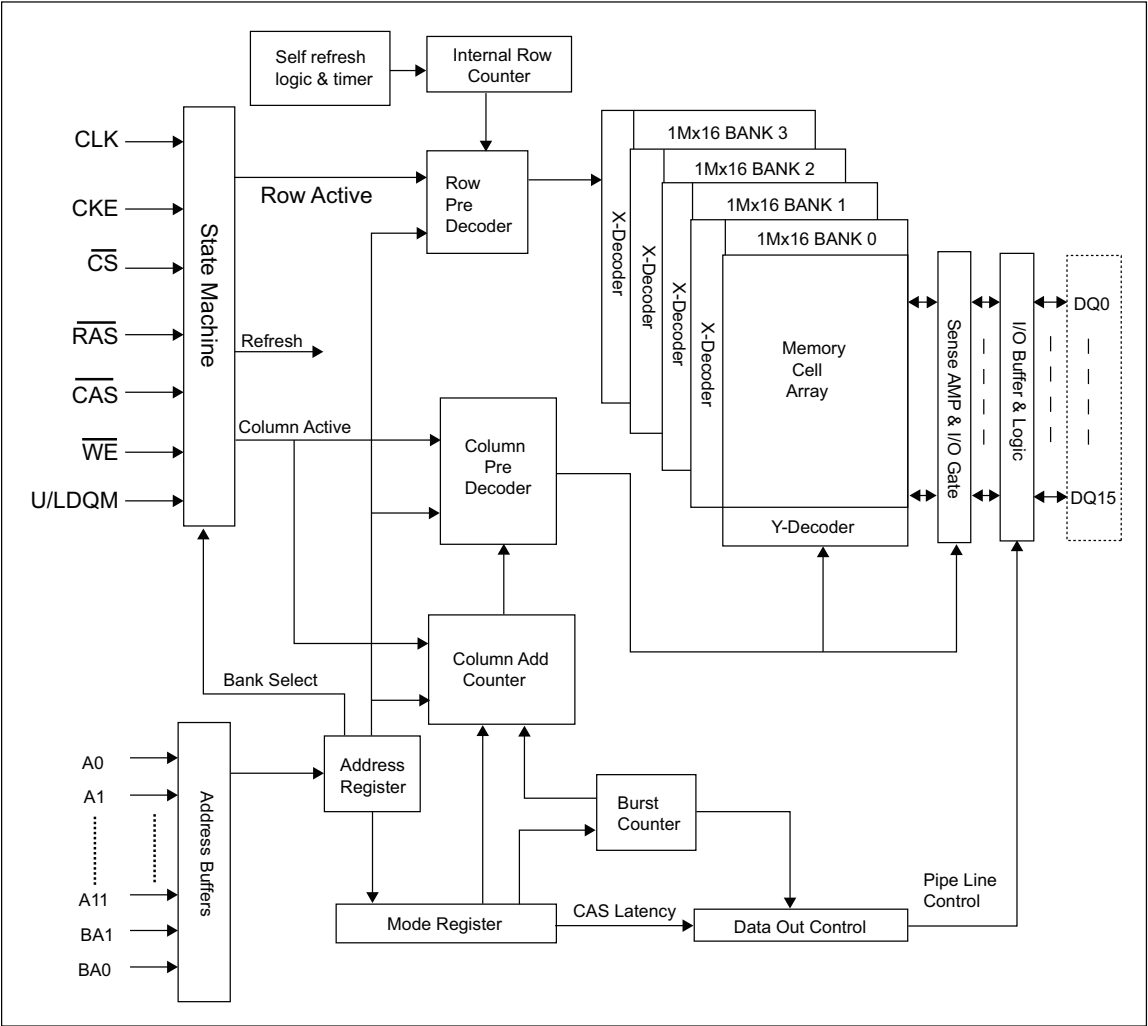 Self refresh
logic & timer
Internal Row
Counter
CLK
CKE
CS
RAS
CAS
WE
U/LDQM
State Machine
Row Active
Refresh
Column Active
Row
Pre
Decoder
Column
Pre
Decoder
Column Add
Counter
X-Decoder
X-Decoder
X-Decoder
X-Decoder
1Mx16 BANK 3
1Mx16 BANK 2
1Mx16 BANK 1
1Mx16 BANK 0
Memory
Cell
Array
Y-Decoder
Sense AMP & I/O Gate
I/O Buffer & Logic
DQ0
DQ15
Bank Select
A0
A1
A11
BA1
BA0
Address Buffers
Address
Register
Burst
Counter
Mode Register
CAS Latency
Data Out Control
Pipe Line
Control